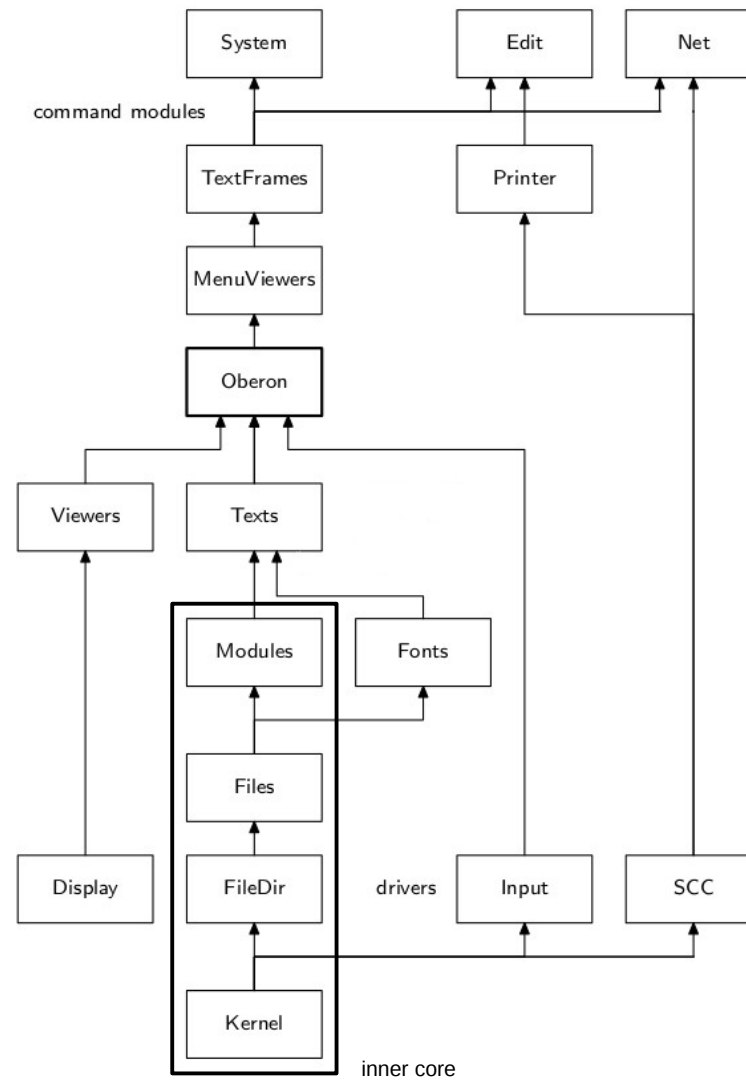 System
Edit
Net
command modules
TextFrames
Printer
MenuViewers
Oberon
Viewers
Texts
Modules
Fonts
Files
Display
FileDir
drivers
Input
SCC
Kernel
inner core